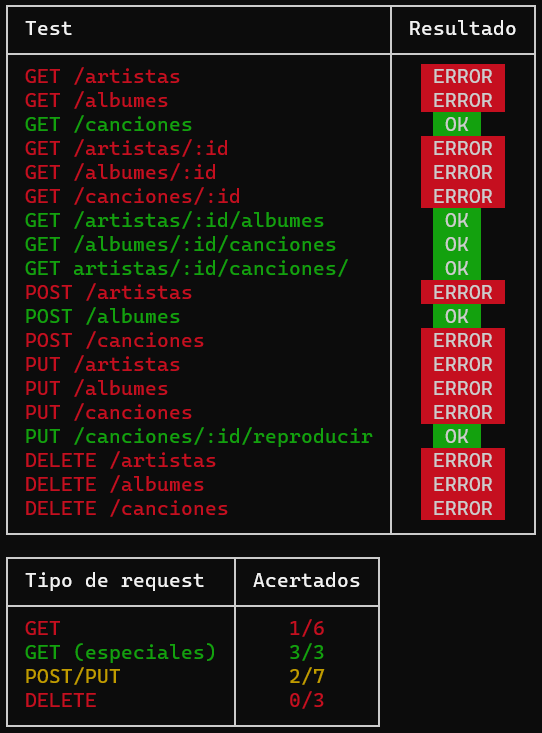 Test Resultado
GET /artistas ERROR
GET /albumes ERROR
GET /canciones OK
GET /artistas/:id ERROR
GET /albumes/:id ERROR
GET /canciones/:id ERROR
GET /artistas/:id/albumes OK
GET /albumes/:id/canciones OK
GET artistas/:id/canciones/ OK
POST /artistas ERROR
POST /albumes OK
POST /canciones ERROR
PUT /artistas ERROR
PUT /albumes ERROR
PUT /canciones ERROR
PUT /canciones/:id/reproducir OK
DELETE /artistas ERROR
DELETE /albumes ERROR
DELETE /canciones ERROR
Tipo de request Acertados
GET 1/6
GET (especiales) 3/3
POST/PUT 2/7
DELETE 0/3